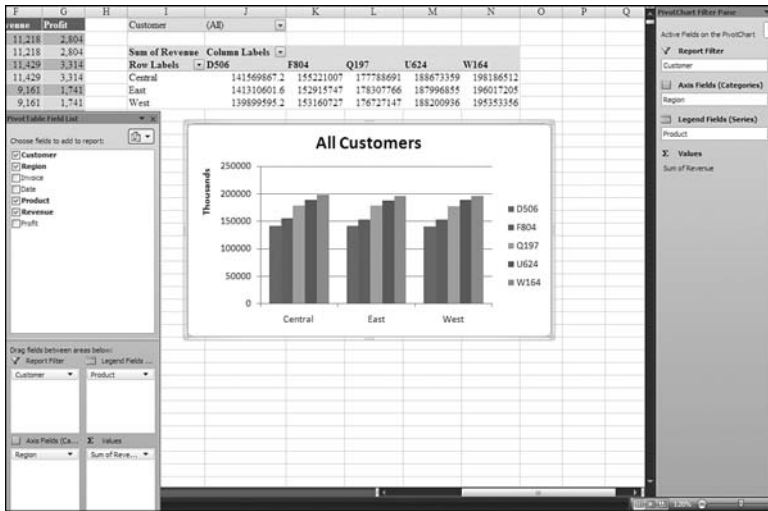 F G H I J K L M N O P Q
venue Profit Customer (All)
11,218 2,804
11,218 2,804 Sum of Revenue Column Labels
11,429 3,314 Row Labels D506 F804 Q197 U624 W164
11,429 3,314 Central 141569867.2 155221007 177788691 188673359 198186512
9,161 1,741 East 141310601.6 152915747 178307766 187996855 196017205
9,161 1,741 West 139899595.2 153160727 176727147 188200936 195353356
PivotTable Field List
Choose fields to add to report:
Customer
Region
Invoice
Date
Product
Revenue
Profit
Drag fields between areas below:
Report Filter Legend Fields ...
Customer Product
Axis Fields (Ca... Σ Values
Region Sum of Reve...
All Customers
Thousands
250000
200000
150000
100000
50000
0
Central East West
D506
F804
Q197
U624
W164
PivotChart Filter Pane
Active Fields on the PivotChart
Report Filter
Customer
Axis Fields (Categories)
Region
Legend Fields (Series)
Product
Σ Values
Sum of Revenue
120%